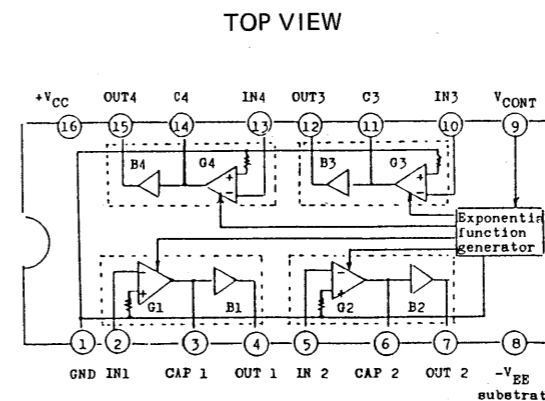 TOP VIEW
+VCC OUT4 C4 IN4 OUT3 C3 IN3 VCONT
16 15 14 13 12 11 10 9
B4 G4 B3 G3
+ +
- -
Exponentia
function
generator
- -
+ +
G1 B1 G2 B2
1 2 3 4 5 6 7 8
GND IN1 CAP 1 OUT 1 IN 2 CAP 2 OUT 2 -VEE
substrat